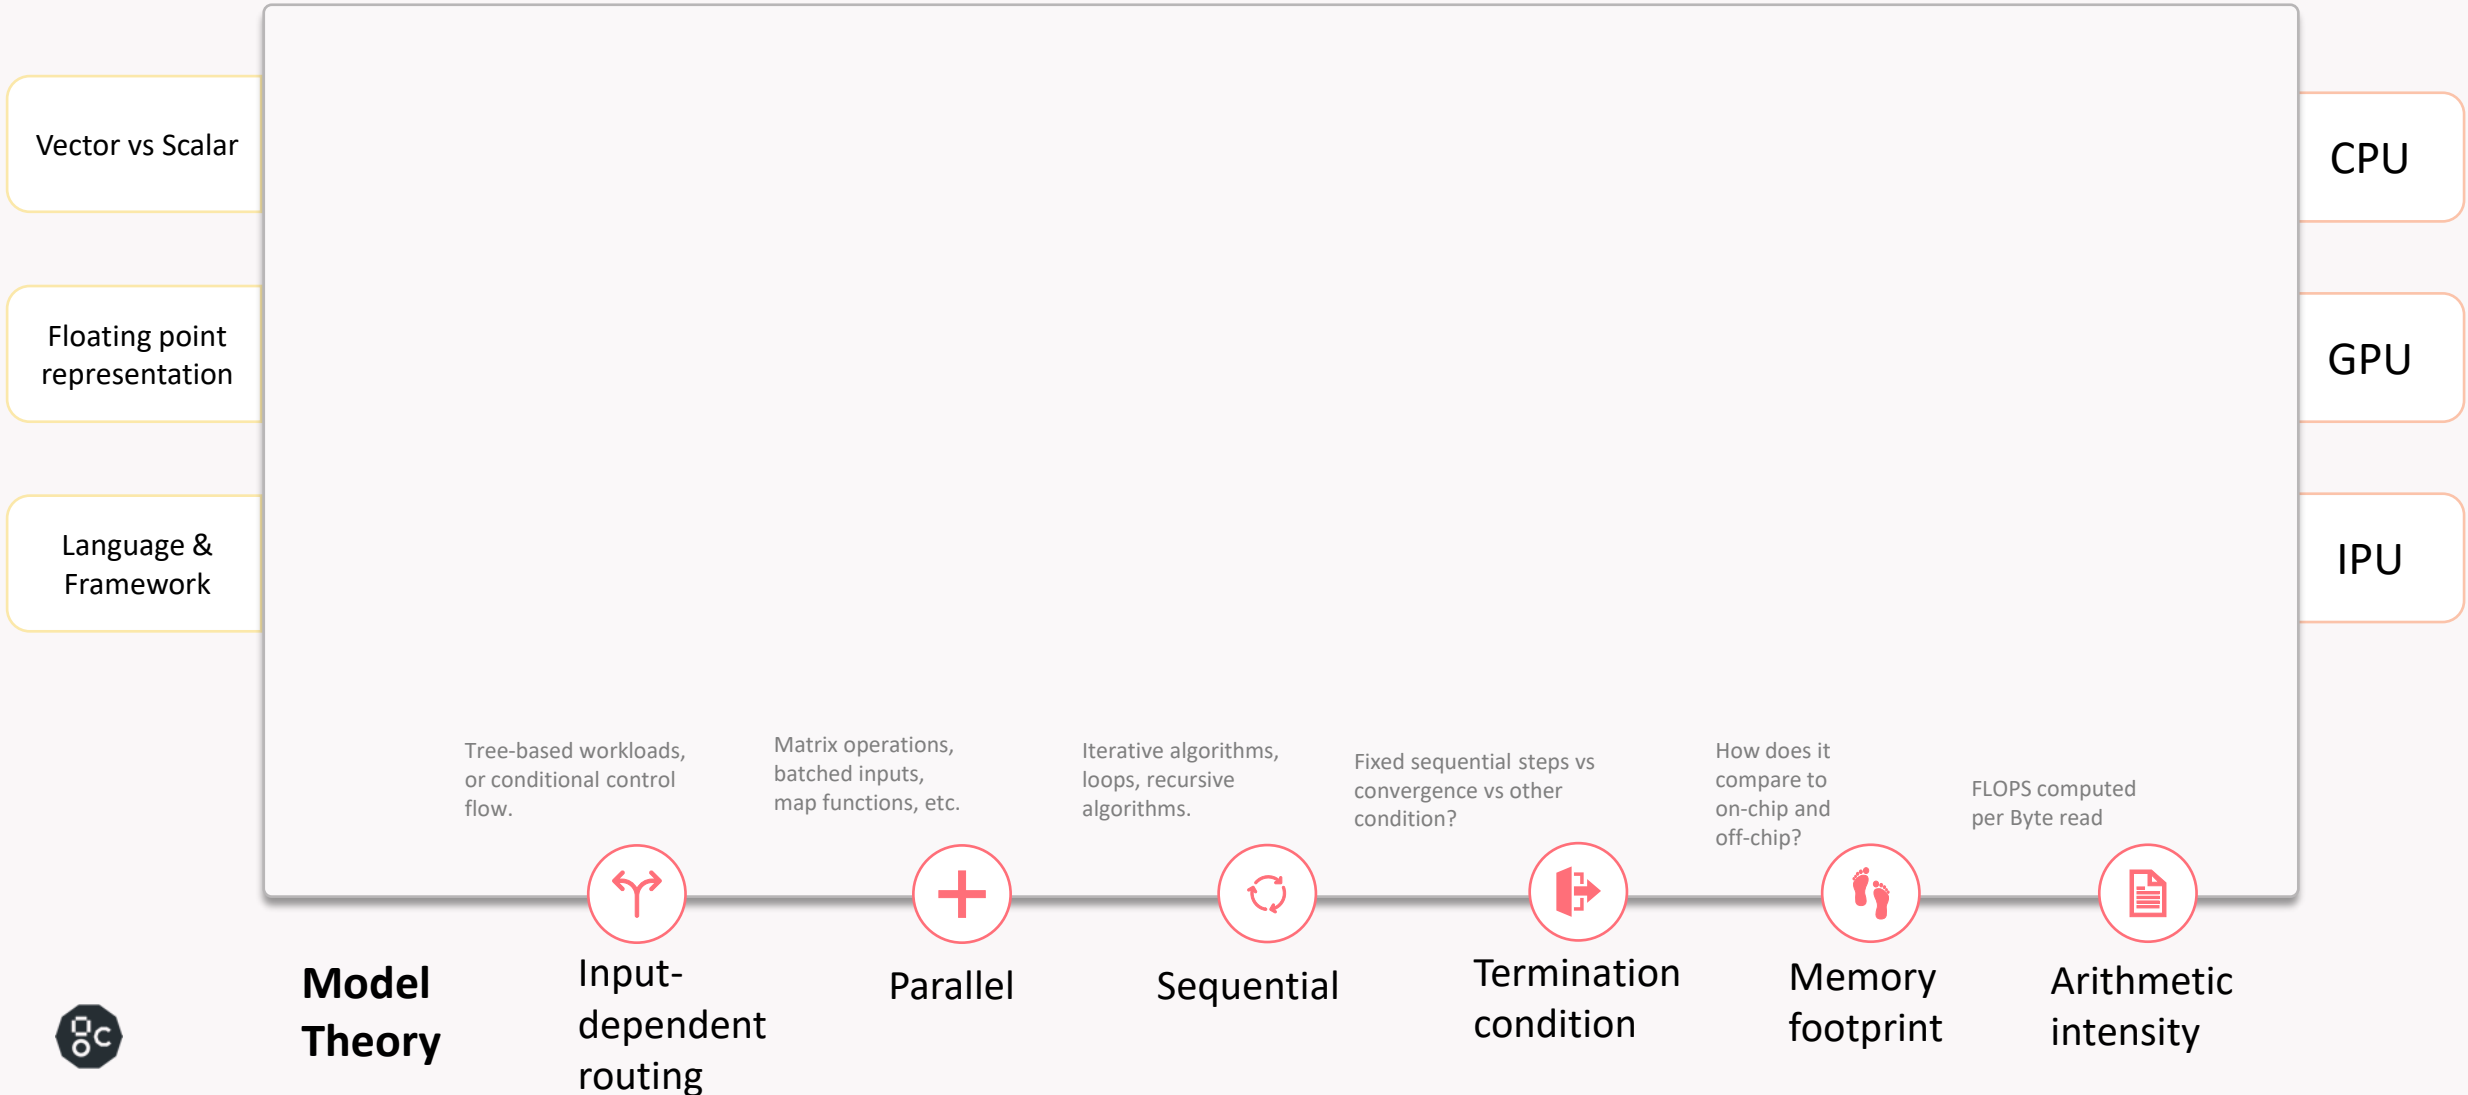 Vector vs Scalar
Floating point
representation
Language &
Framework
CPU
GPU
IPU
Tree-based workloads,
or conditional control
flow.
Matrix operations,
batched inputs,
map functions, etc.
Iterative algorithms,
loops, recursive
algorithms.
Fixed sequential steps vs
convergence vs other
condition?
How does it
compare to
on-chip and
off-chip?
FLOPS computed
per Byte read
Model
Theory
Input-
dependent
routing
Parallel
Sequential
Termination
condition
Memory
footprint
Arithmetic
intensity
gc